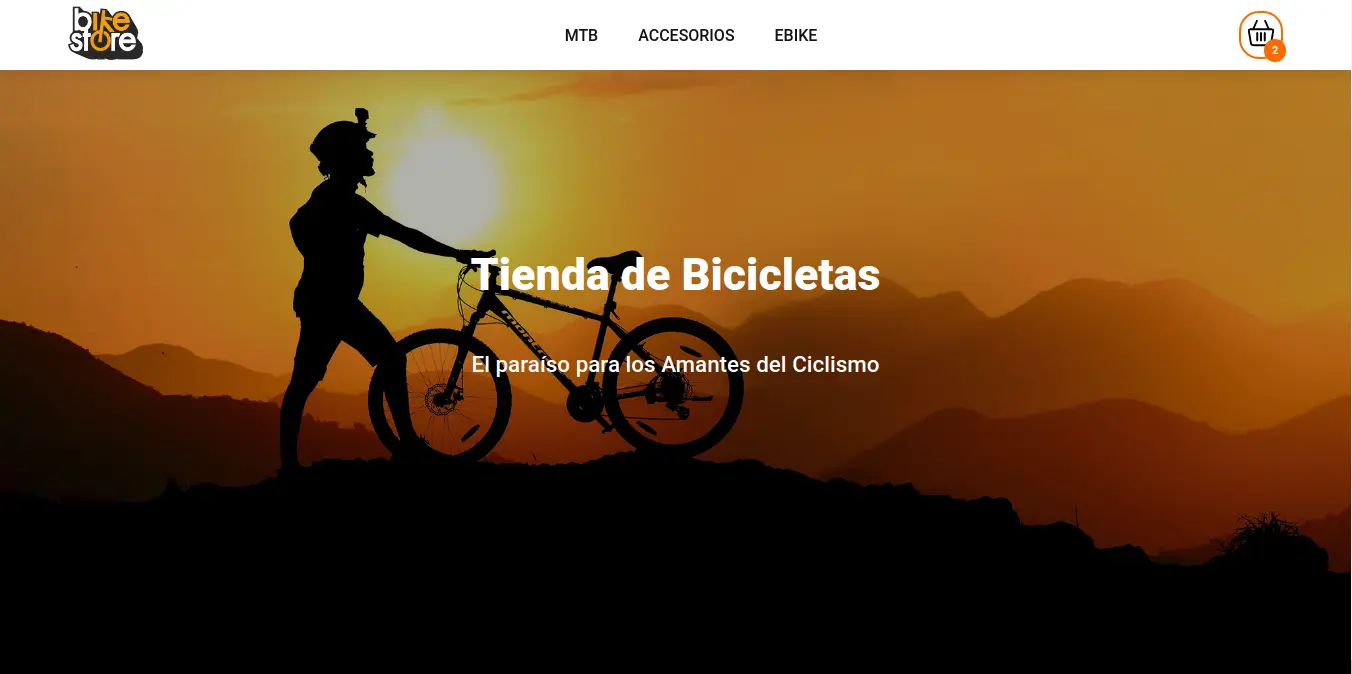 bike
store
MTB ACCESORIOS EBIKE
2
Tienda de Bicicletas
El paraíso para los Amantes del Ciclismo